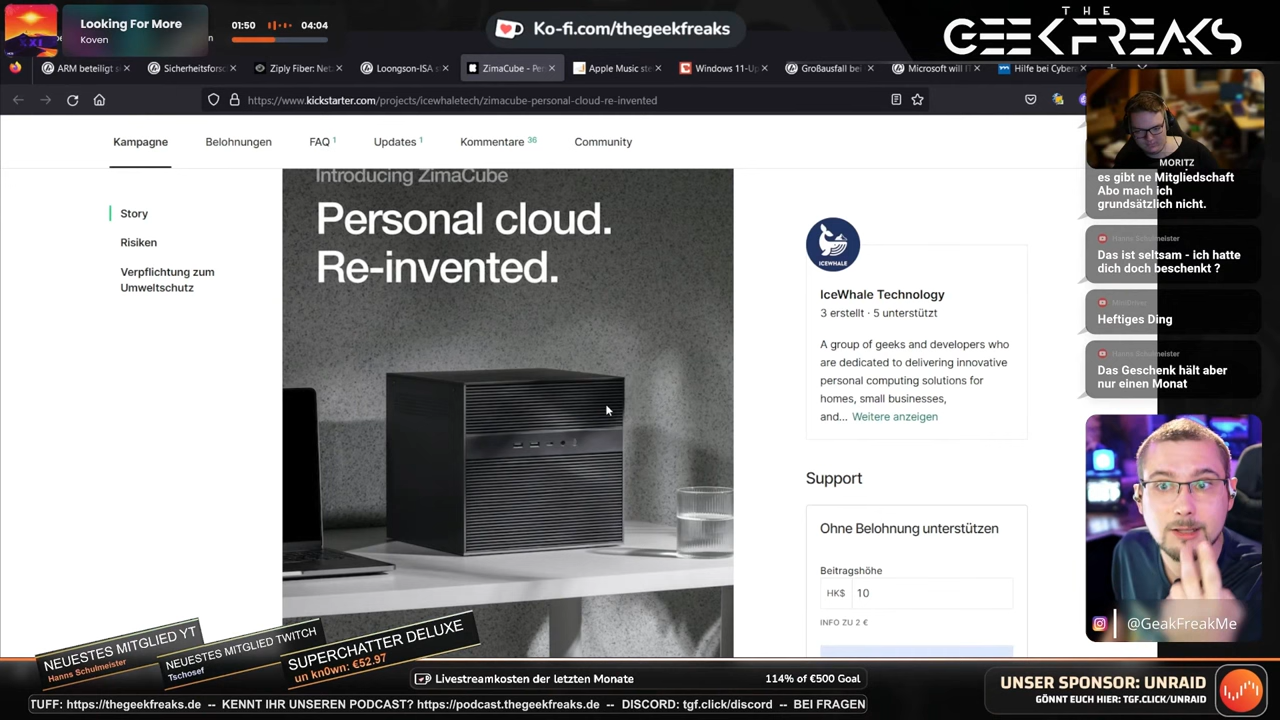 Looking For More
Koven
01:50
04:04
Ko-fi.com/thegeekfreaks
THE
GEEKFREAKS
ARM beteiligt s
Sicherheitsfors
Ziply Fiber: Net
Loongson-ISA s
ZimaCube - Per
Apple Music ste
Windows 11-Up
Großausfall bei
Microsoft will E
Hilfe bei Cyber
https://www.kickstarter.com/projects/icewhaletech/zimacube-personal-cloud-re-invented
Kampagne
Belohnungen
FAQ 1
Updates 1
Kommentare 36
Community
Story
Risiken
Verpflichtung zum
Umweltschutz
Introducing ZimaCube
Personal cloud.
Re-invented.
ICEWHALE
IceWhale Technology
3 erstellt · 5 unterstützt
A group of geeks and developers who
are dedicated to delivering innovative
personal computing solutions for
homes, small businesses,
and... Weitere anzeigen
Support
Ohne Belohnung unterstützen
Beitragshöhe
HK$ 10
INFO ZU 2 €
MORITZ
es gibt ne Mitgliedschaft
Abo mach ich
grundsätzlich nicht.
Hanns Schulmeister
Das ist seltsam - ich hatte
dich doch beschenkt ?
Heftiges Ding
Hanns Schulmeister
Das Geschenk hält aber
nur einen Monat
@GeakFreakMe
NEUESTES MITGLIED YT
Hanns Schulmeister
NEUESTES MITGLIED TWITCH
Tschosef
SUPERCHATTER DELUXE
un kn0wn: €52.97
Livestreamkosten der letzten Monate
114% of €500 Goal
UNSER SPONSOR: UNRAID
GÖNNT EUCH HIER: TGF.CLICK/UNRAID
TUFF: https://thegeekfreaks.de -- KENNT IHR UNSEREN PODCAST? https://podcast.thegeekfreaks.de -- DISCORD: tgf.click/discord -- BEI FRAGEN